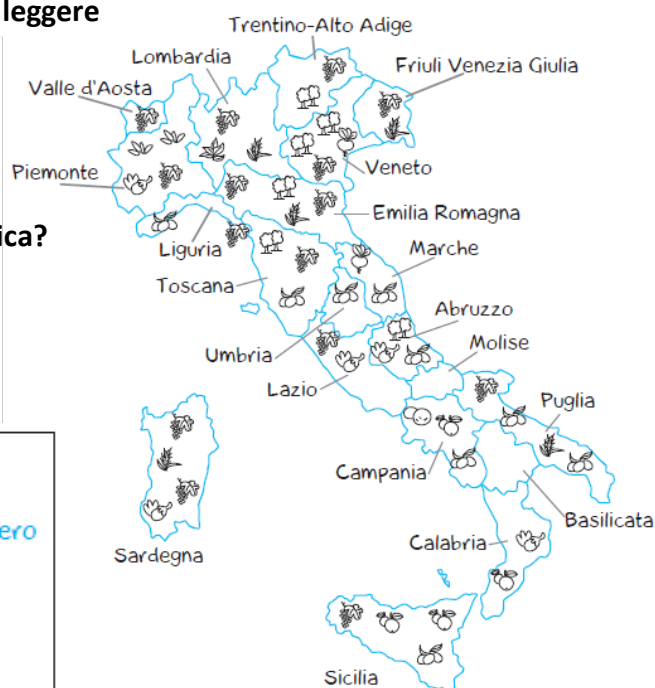 leggere
Trentino-Alto Adige
Lombardia
Friuli Venezia Giulia
Valle d'Aosta
Veneto
Piemonte
Emilia Romagna
ica?
Liguria
Marche
Toscana
Abruzzo
Molise
Umbria
Lazio
Puglia
Campania
Basilicata
ero
Calabria
Sardegna
Sicilia